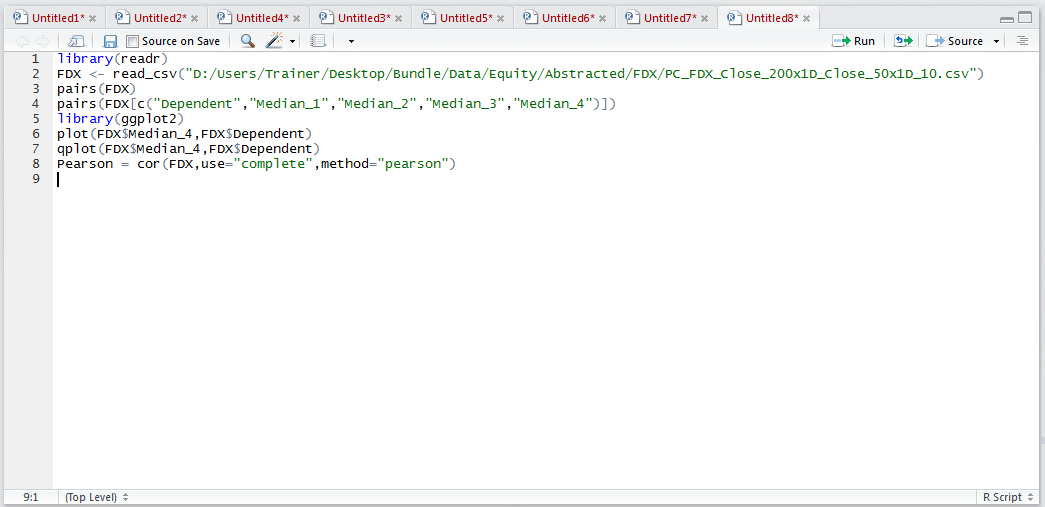 Untitled1* Untitled2* Untitled4* Untitled3* Untitled5* Untitled6* Untitled7* Untitled8*
Source on Save Run Source
1 library(readr)
2 FDX <- read_csv("D:/Users/Trainer/Desktop/Bundle/Data/Equity/Abstracted/FDX/PC_FDX_Close_200x1D_Close_50x1D_10.csv")
3 pairs(FDX)
4 pairs(FDX[c("Dependent","Median_1","Median_2","Median_3","Median_4")])
5 library(ggplot2)
6 plot(FDX$Median_4,FDX$Dependent)
7 qplot(FDX$Median_4,FDX$Dependent)
8 Pearson = cor(FDX,use="complete",method="pearson")
9
9:1 (Top Level) R Script